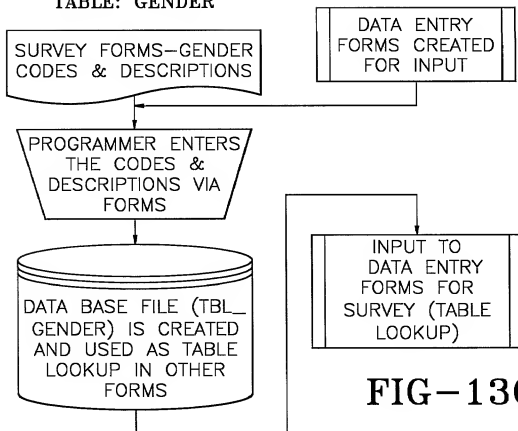 TABLE: GENDER
SURVEY FORMS-GENDER
CODES & DESCRIPTIONS
DATA ENTRY
FORMS CREATED
FOR INPUT
PROGRAMMER ENTERS
THE CODES &
DESCRIPTIONS VIA
FORMS
DATA BASE FILE (TBL_
GENDER) IS CREATED
AND USED AS TABLE
LOOKUP IN OTHER
FORMS
INPUT TO
DATA ENTRY
FORMS FOR
SURVEY (TABLE
LOOKUP)